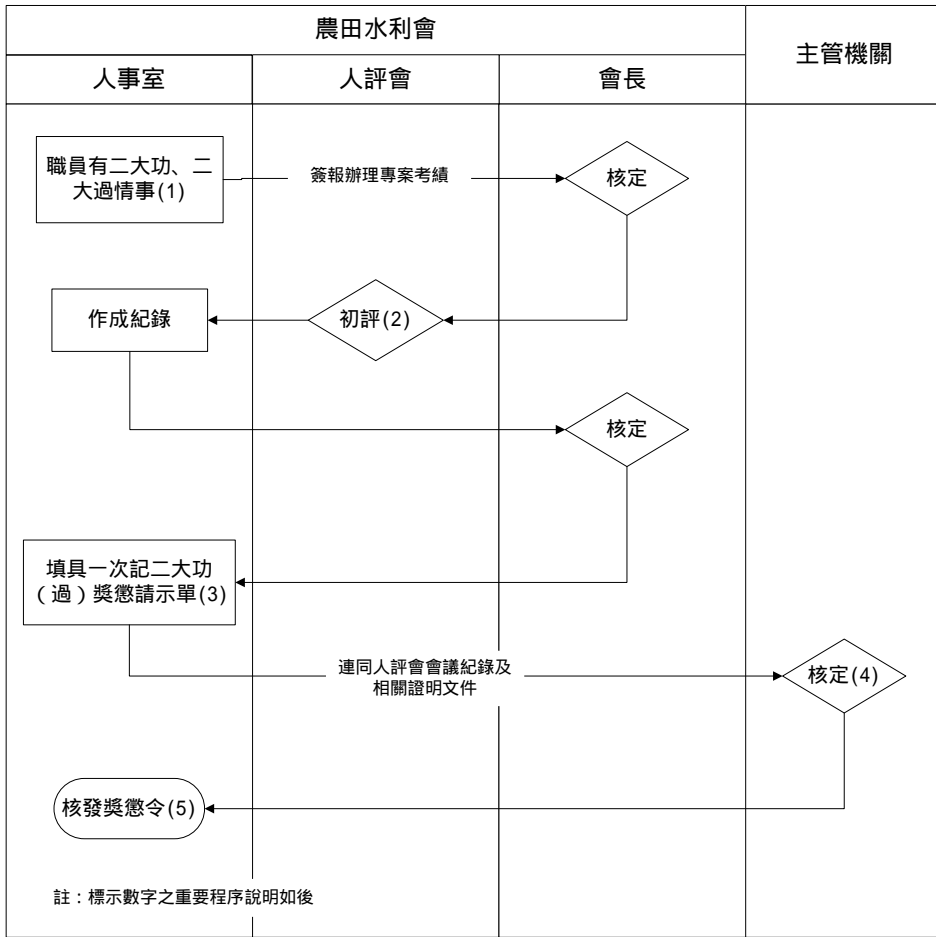 農田水利會
主管機關
人事室
人評會
會長
職員有二大功、二
大過情事(1)
簽報辦理專案考績
核定
作成紀錄
初評(2)
核定
填具一次記二大功
（過）獎懲請示單(3)
連同人評會會議紀錄及
相關證明文件
核定(4)
核發獎懲令(5)
註：標示數字之重要程序說明如後